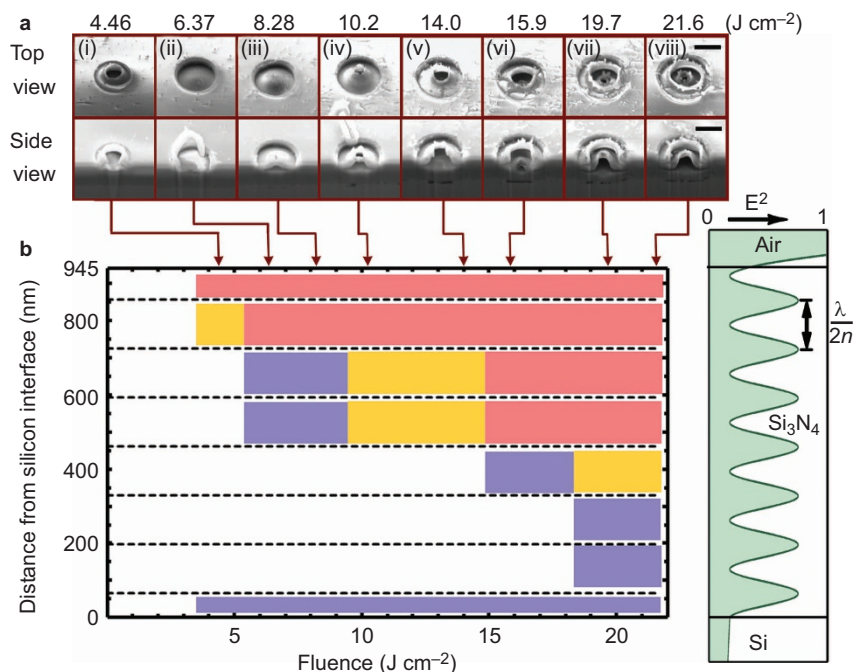 a
4.46 6.37 8.28 10.2 14.0 15.9 19.7 21.6 (J cm–2)
Top view
(i) (ii) (iii) (iv) (v) (vi) (vii) (viii)
Side view
b
945
800
600
400
200
0
Distance from silicon interface (nm)
5 10 15 20
Fluence (J cm–2)
0 E2 1
Air
λ
2n
Si3N4
Si